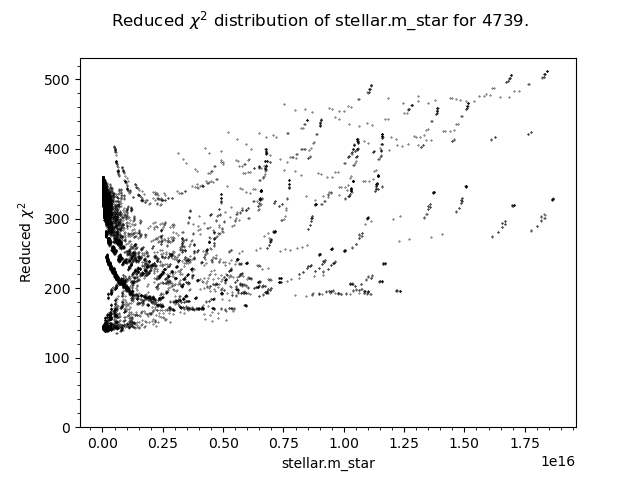 Reduced χ² distribution of stellar.m_star for 4739.
500
400
300
200
100
0
Reduced χ²
0.00 0.25 0.50 0.75 1.00 1.25 1.50 1.75
1e16
stellar.m_star